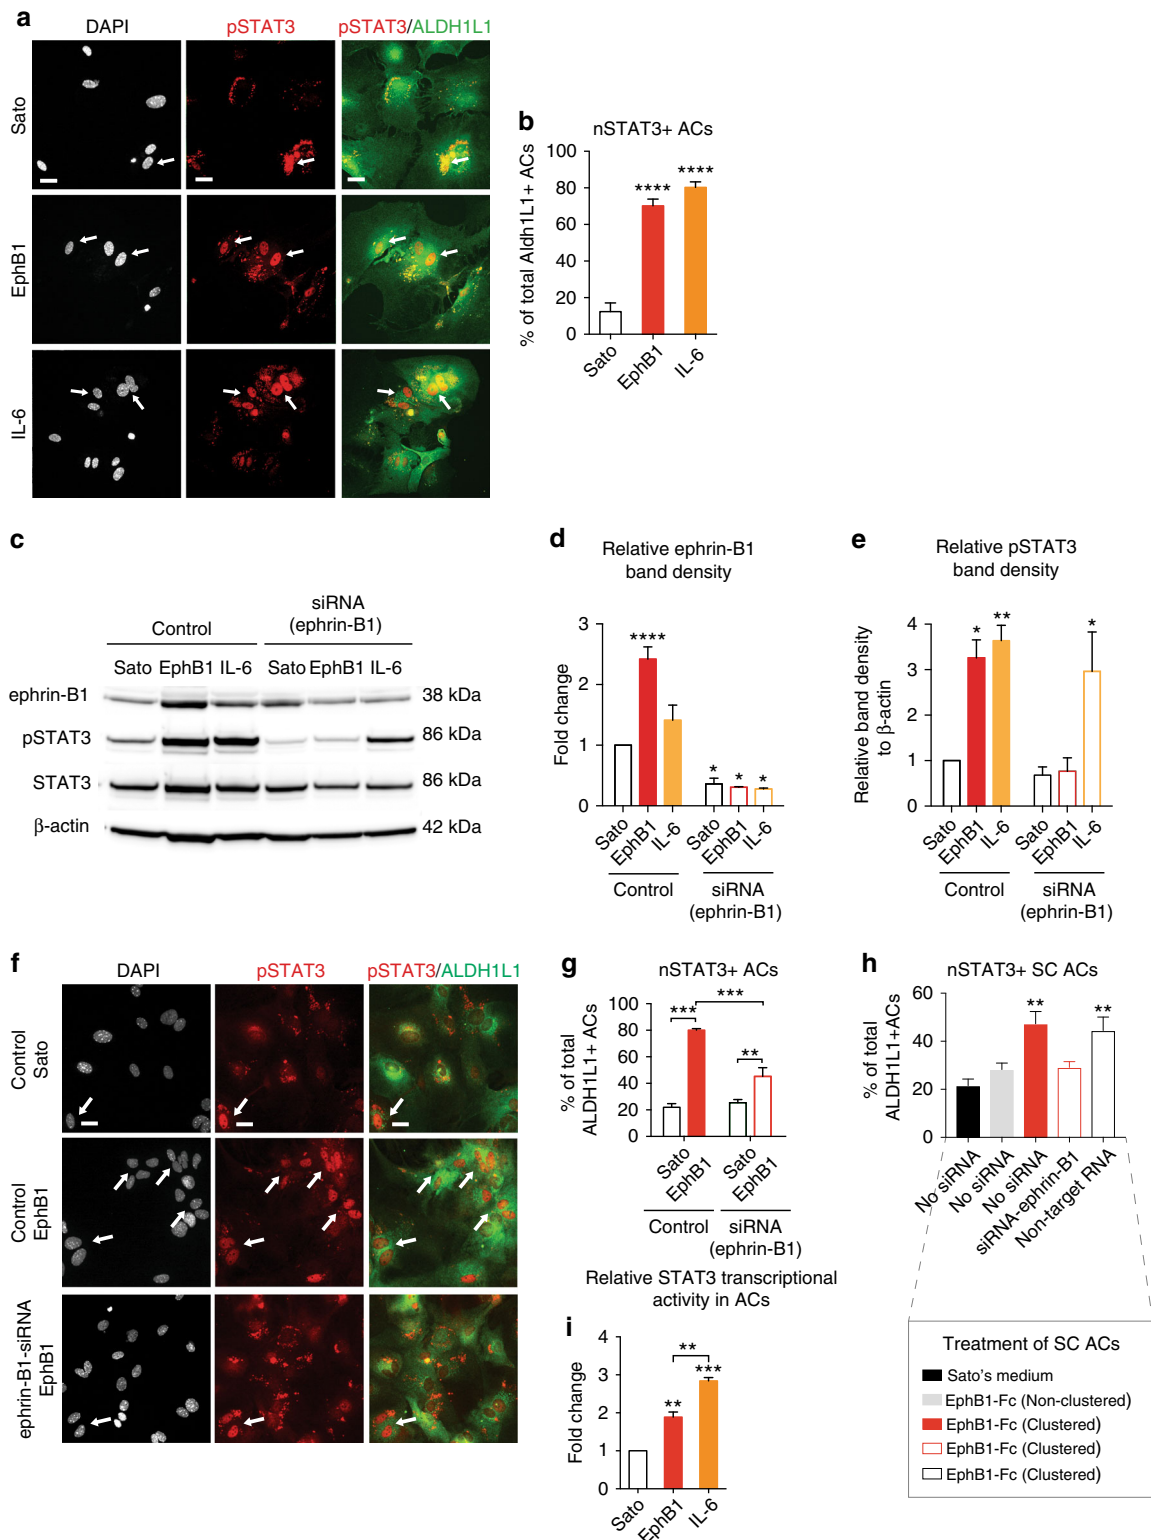 a
DAPI
pSTAT3
pSTAT3/ALDH1L1
Sato
EphB1
IL-6
b
nSTAT3+ ACs
% of total Aldh1L1+ ACs
100
80
60
40
20
0
****
****
Sato
EphB1
IL-6
c
Control
siRNA
(ephrin-B1)
Sato EphB1 IL-6 Sato EphB1 IL-6
ephrin-B1
38 kDa
pSTAT3
86 kDa
STAT3
86 kDa
β-actin
42 kDa
d
Relative ephrin-B1
band density
Fold change
3
2
1
0
****
*
*
*
Sato
EphB1
IL-6
Sato
EphB1
IL-6
Control
siRNA
(ephrin-B1)
e
Relative pSTAT3
band density
Relative band density
to β-actin
4
3
2
1
0
*
**
*
Sato
EphB1
IL-6
Sato
EphB1
IL-6
Control
siRNA
(ephrin-B1)
f
DAPI
pSTAT3
pSTAT3/ALDH1L1
Control
Sato
Control
EphB1
ephrin-B1-siRNA
EphB1
g
nSTAT3+ ACs
% of total
ALDH1L1+ ACs
100
80
60
40
20
0
***
***
**
Sato
EphB1
Sato
EphB1
Control
siRNA
(ephrin-B1)
h
nSTAT3+ SC ACs
% of total
ALDH1L1+ACs
60
40
20
0
**
**
No siRNA
No siRNA
No siRNA
siRNA-ephrin-B1
Non-target RNA
Treatment of SC ACs
Sato's medium
EphB1-Fc (Non-clustered)
EphB1-Fc (Clustered)
EphB1-Fc (Clustered)
EphB1-Fc (Clustered)
i
Relative STAT3 transcriptional
activity in ACs
Fold change
4
3
2
1
0
**
**
***
Sato
EphB1
IL-6